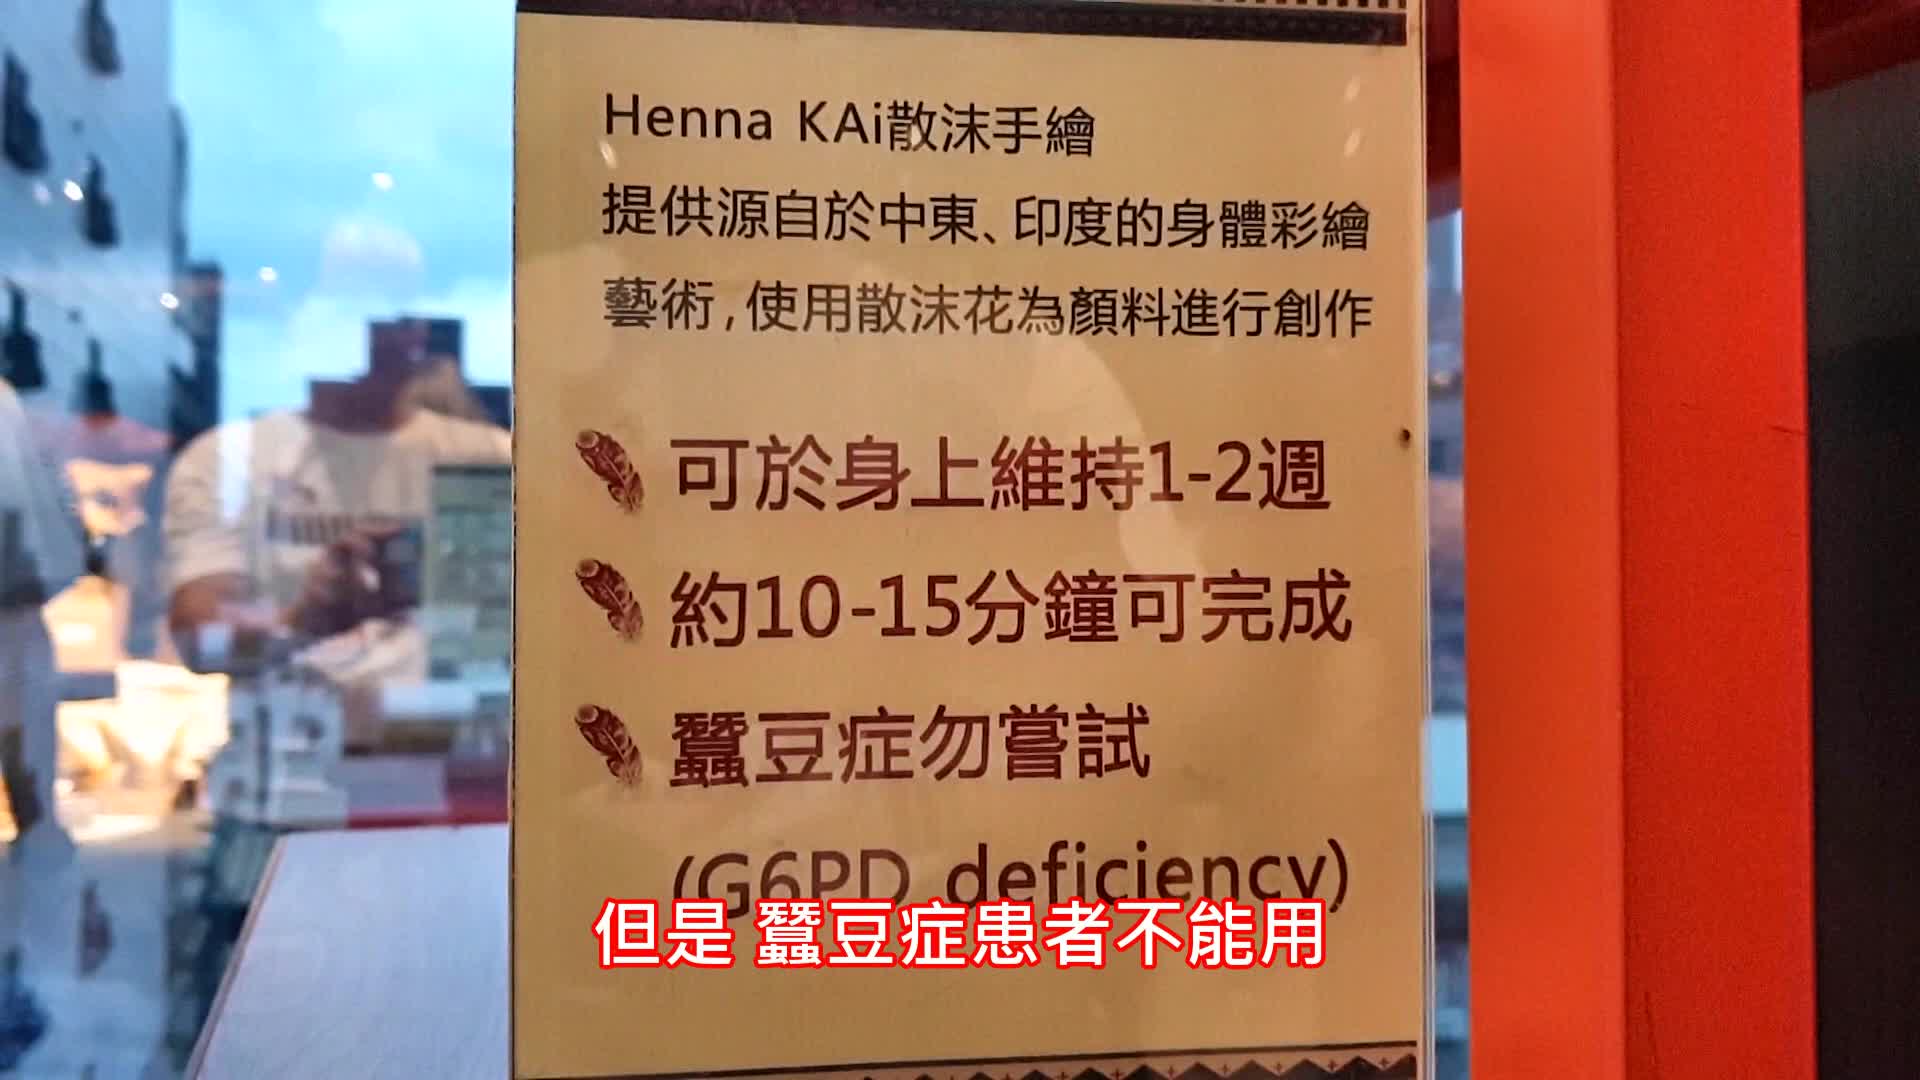 Henna KAi散沫手繪
提供源自於中東、印度的身體彩繪
藝術,使用散沫花為顏料進行創作
可於身上維持1-2週
約10-15分鐘可完成
蠶豆症勿嘗試
(G6PD deficiency)
但是 蠶豆症患者不能用